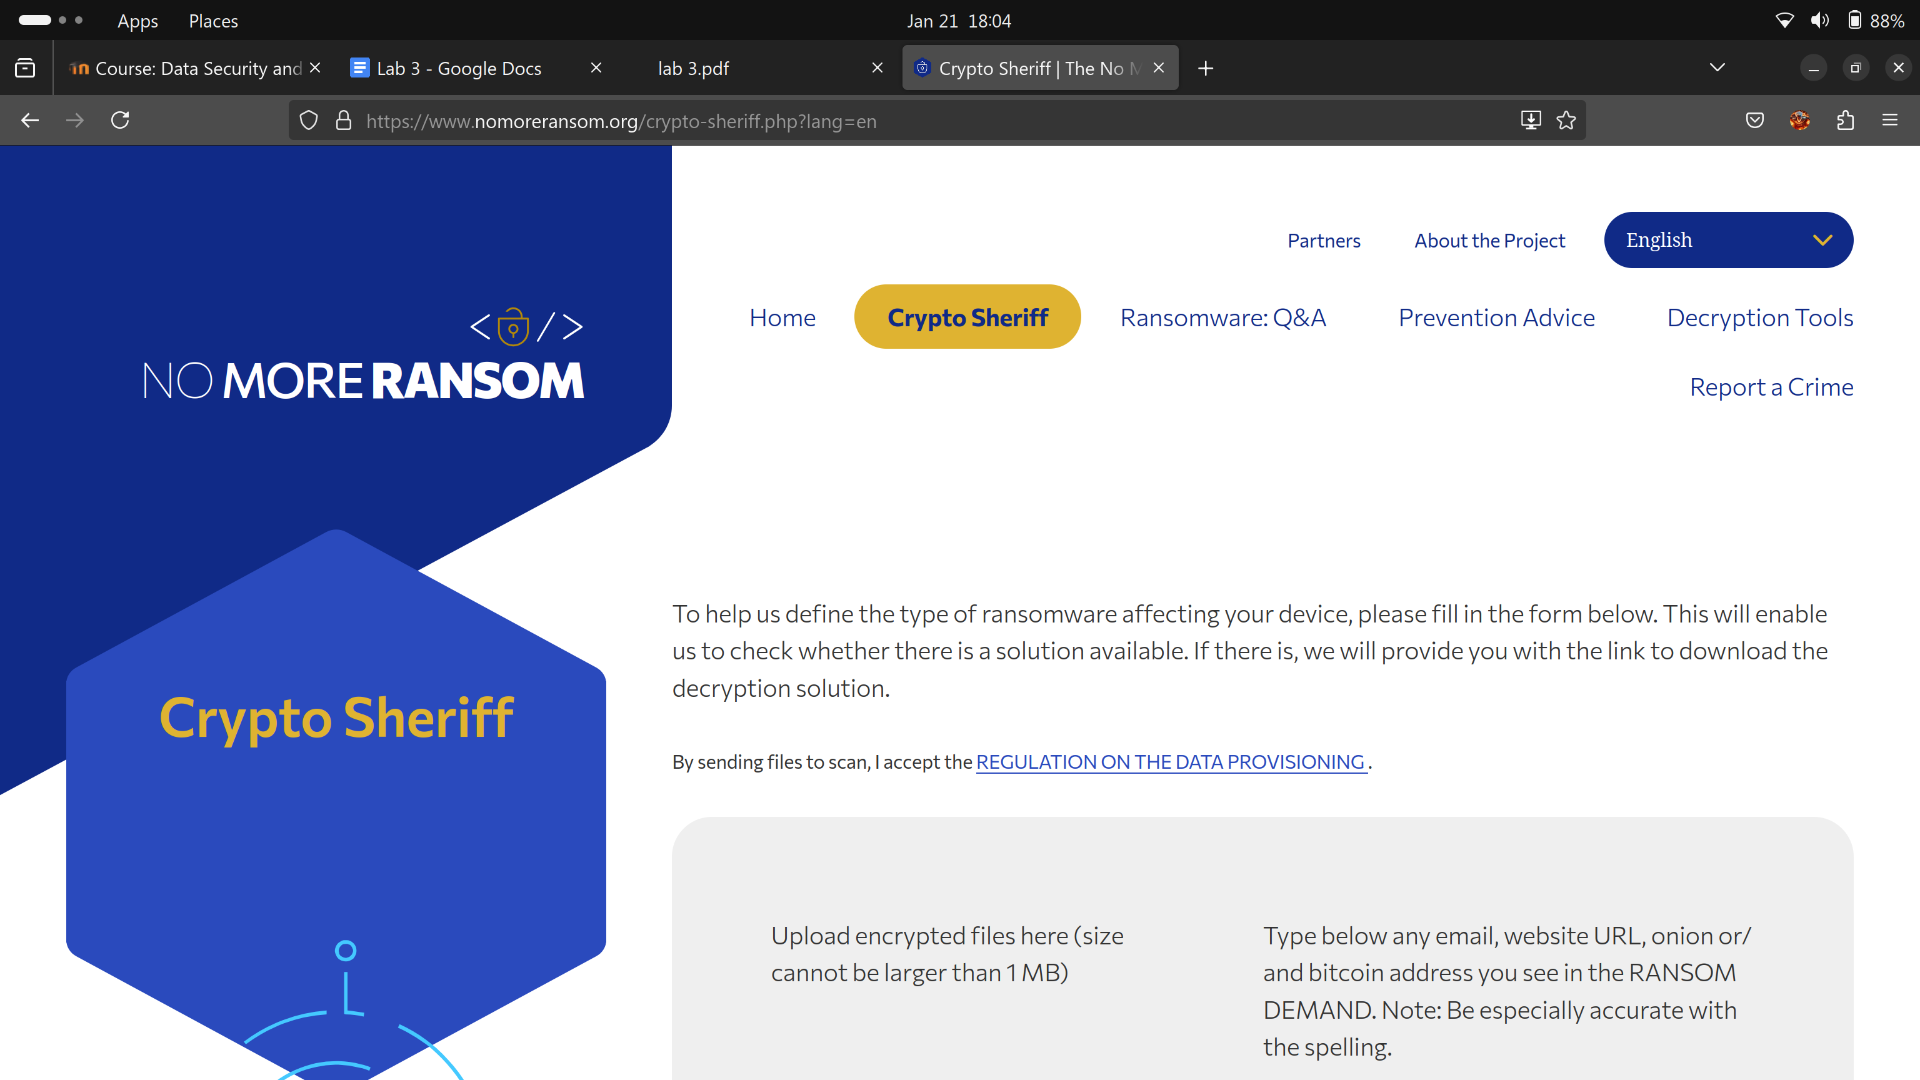 Apps Places Jan 21 18:04 88%
Course: Data Security and Lab 3 - Google Docs lab 3.pdf Crypto Sheriff | The No M
https://www.nomoreransom.org/crypto-sheriff.php?lang=en
Partners About the Project English
Home Crypto Sheriff Ransomware: Q&A Prevention Advice Decryption Tools
Report a Crime
NO MORE RANSOM
Crypto Sheriff
To help us define the type of ransomware affecting your device, please fill in the form below. This will enable
us to check whether there is a solution available. If there is, we will provide you with the link to download the
decryption solution.
By sending files to scan, I accept the REGULATION ON THE DATA PROVISIONING .
Upload encrypted files here (size
cannot be larger than 1 MB)
Type below any email, website URL, onion or/
and bitcoin address you see in the RANSOM
DEMAND. Note: Be especially accurate with
the spelling.